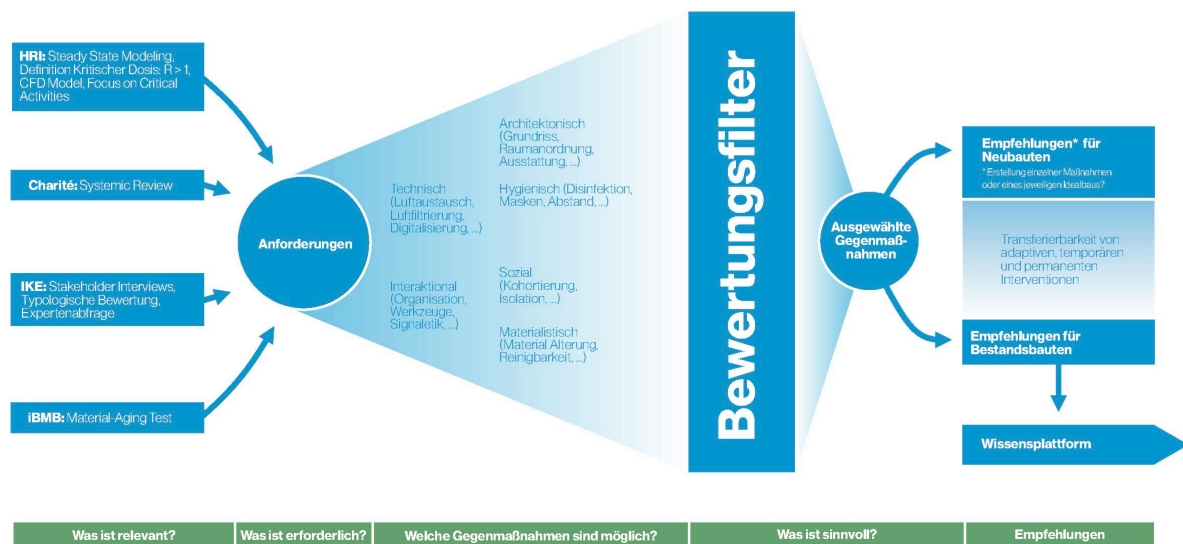 HRI: Steady State Modeling,
Definition Kritischer Dosis: R > 1,
CFD Model, Focus on Critical
Activities
Charité: Systemic Review
IKE: Stakeholder Interviews,
Typologische Bewertung,
Expertenabfrage
iBMB: Material-Aging Test
Anforderungen
Technisch
(Luftaustausch,
Luftfiltrierung,
Digitalisierung, ...)
Interaktional
(Organisation,
Werkzeuge,
Signaletik, ...)
Architektonisch
(Grundriss,
Raumanordnung,
Ausstattung, ...)
Hygienisch (Disinfektion,
Masken, Abstand, ...)
Sozial
(Kohortierung,
Isolation, ...)
Materialistisch
(Material Alterung,
Reinigbarkeit, ...)
Bewertungsfilter
Ausgewählte
Gegenmaß-
nahmen
Empfehlungen* für
Neubauten
* Erstellung einzelner Maßnahmen
oder eines jeweiligen Idealbaus?
Transferierbarkeit von
adaptiven, temporären
und permanenten
Interventionen
Empfehlungen für
Bestandsbauten
Wissensplattform
Was ist relevant?
Was ist erforderlich?
Welche Gegenmaßnahmen sind möglich?
Was ist sinnvoll?
Empfehlungen